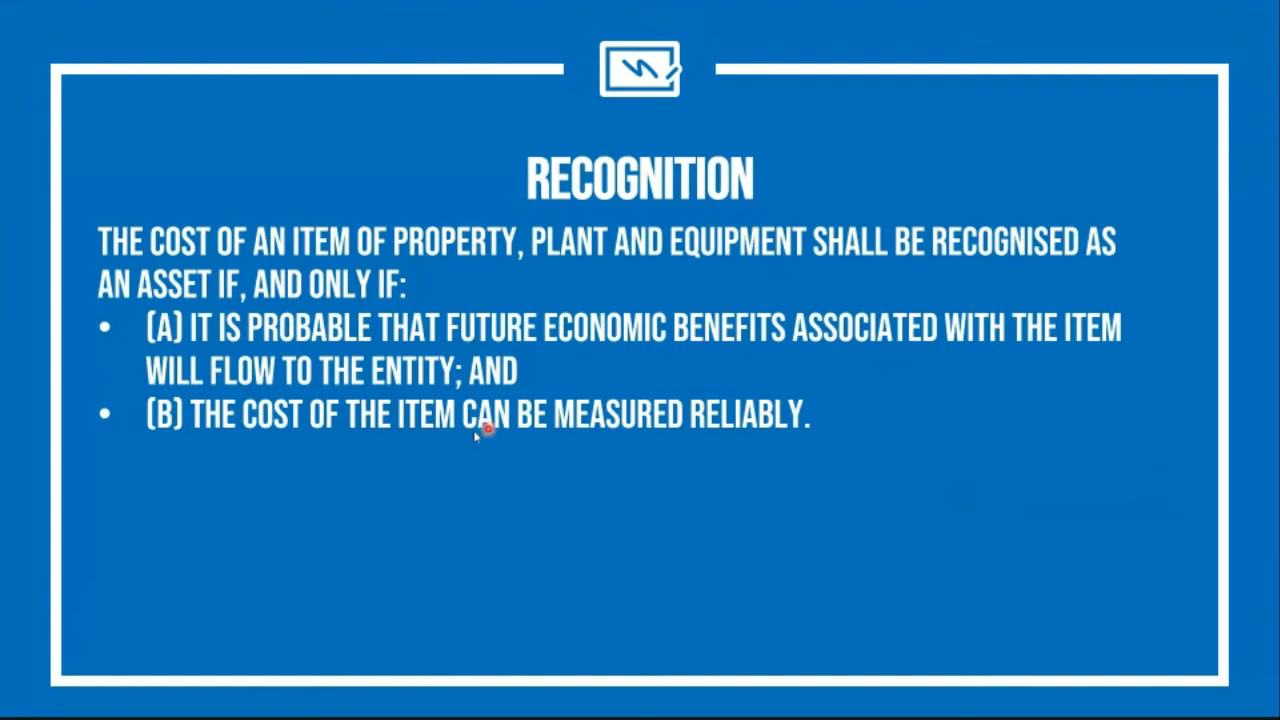 RECOGNITION
THE COST OF AN ITEM OF PROPERTY, PLANT AND EQUIPMENT SHALL BE RECOGNISED AS
AN ASSET IF, AND ONLY IF:
• (A) IT IS PROBABLE THAT FUTURE ECONOMIC BENEFITS ASSOCIATED WITH THE ITEM
WILL FLOW TO THE ENTITY; AND
• (B) THE COST OF THE ITEM CAN BE MEASURED RELIABLY.